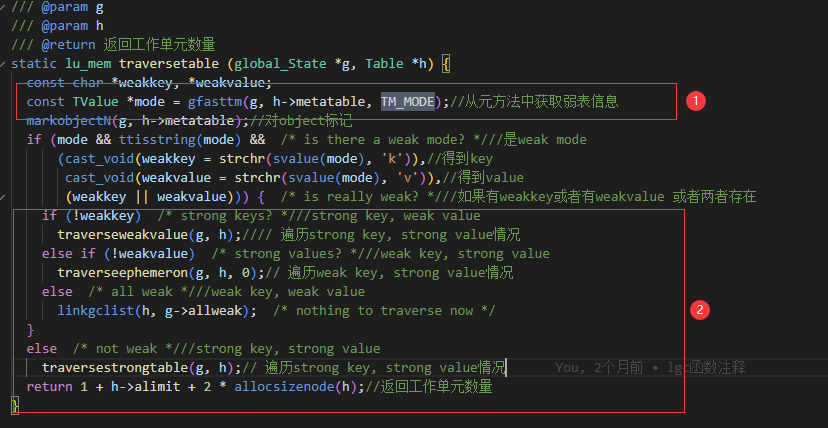 /// @param g
/// @param h
/// @return 返回工作单元数量
static lu_mem traversetable (global_State *g, Table *h) {
  const char *weakkey, *weakvalue;
  const TValue *mode = gfasttm(g, h->metatable, TM_MODE);//从元方法中获取弱表信息
1
  markobjectN(g, h->metatable);//对object标记
  if (mode && ttisstring(mode) &&  /* is there a weak mode? *///是weak mode
      (cast_void(weakkey = strchr(svalue(mode), 'k')),//得到key
       cast_void(weakvalue = strchr(svalue(mode), 'v')),//得到value
       (weakkey || weakvalue))) {  /* is really weak? *///如果有weakkey或者有weakvalue 或者两者存在
    if (!weakkey)  /* strong keys? *///strong key, weak value
      traverseweakvalue(g, h);//// 遍历strong key, strong value情况
    else if (!weakvalue)  /* strong values? *///weak key, strong value
      traverseephemeron(g, h, 0);// 遍历weak key, strong value情况
    else  /* all weak *///weak key, weak value
      linkgclist(h, g->allweak);  /* nothing to traverse now */
2
  }
  else  /* not weak *///strong key, strong value
    traversestrongtable(g, h);// 遍历strong key, strong value情况 You, 2个月前 • lgc函数注释
  return 1 + h->alimit + 2 * allocsizenode(h);//返回工作单元数量
}